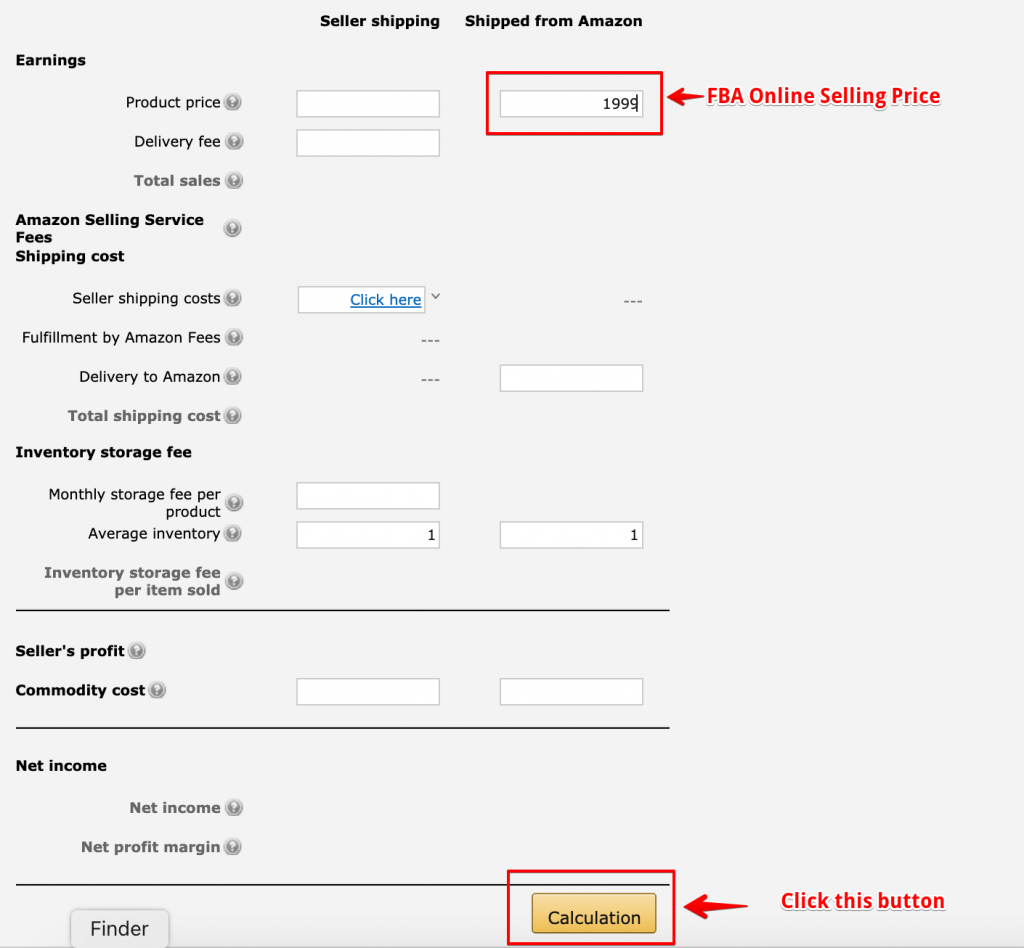 Seller shipping Shipped from Amazon
Earnings
Product price 1999 FBA Online Selling Price
Delivery fee
Total sales
Amazon Selling Service
Fees
Shipping cost
Seller shipping costs Click here ---
Fulfillment by Amazon Fees ---
Delivery to Amazon ---
Total shipping cost
Inventory storage fee
Monthly storage fee per
product
Average inventory 1 1
Inventory storage fee
per item sold
Seller's profit
Commodity cost
Net income
Net income
Net profit margin
Finder Calculation Click this button